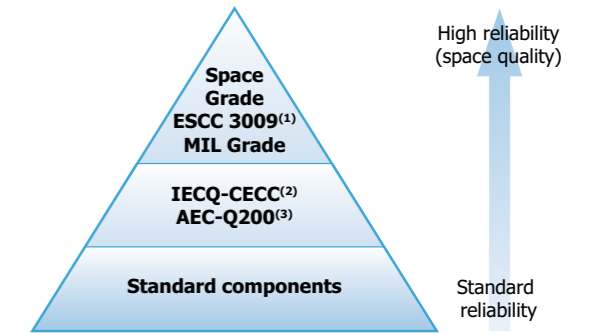 Space
Grade
ESCC 3009(1)
MIL Grade
IECQ-CECC(2)
AEC-Q200(3)
Standard components
High reliability
(space quality)
Standard
reliability